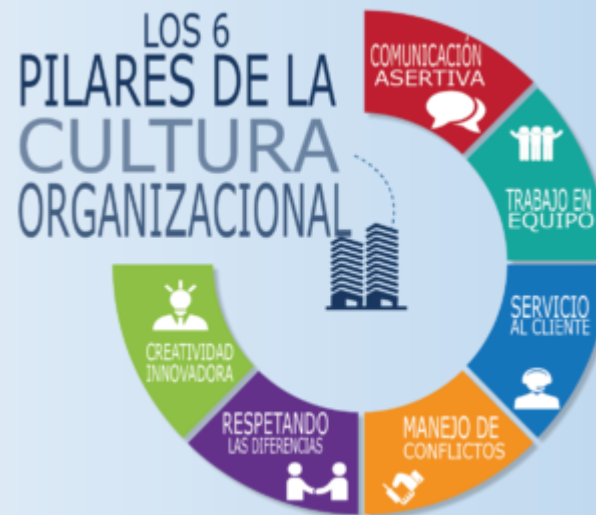 LOS 6
PILARES DE LA
CULTURA
ORGANIZACIONAL
COMUNICACIÓN
ASERTIVA
TRABAJO EN
EQUIPO
SERVICIO
AL CLIENTE
MANEJO DE
CONFLICTOS
RESPETANDO
LAS DIFERENCIAS
CREATIVIDAD
INNOVADORA